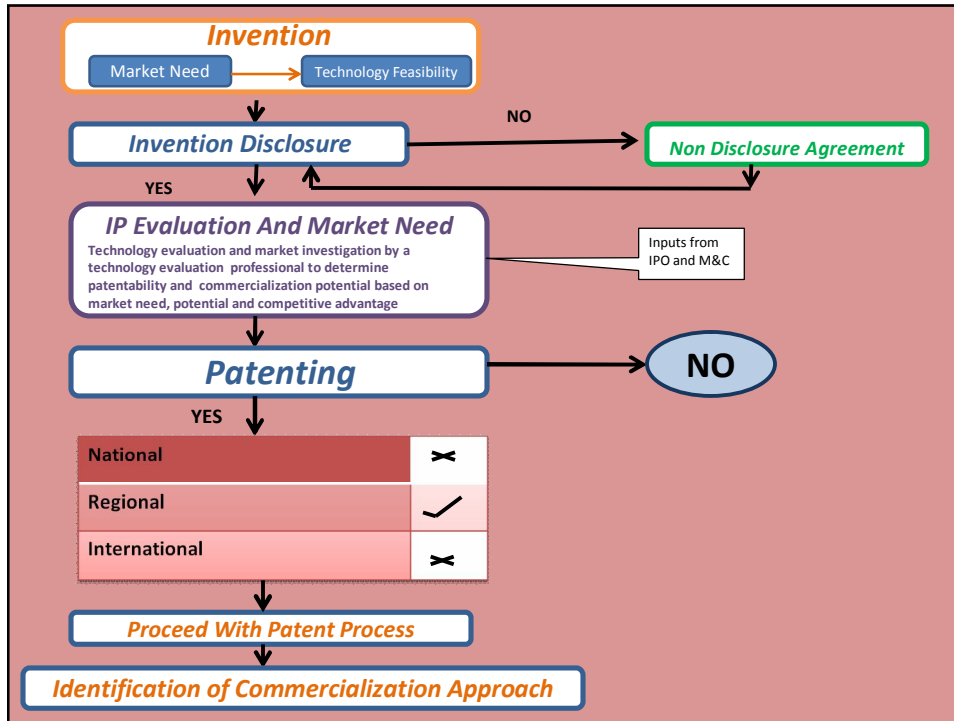 Invention
Market Need
Technology Feasibility
NO
Invention Disclosure
Non Disclosure Agreement
YES
IP Evaluation And Market Need
Technology evaluation and market investigation by a
technology evaluation professional to determine
patentability and commercialization potential based on
market need, potential and competitive advantage
Inputs from
IPO and M&C
Patenting
NO
YES
National
Regional
International
Proceed With Patent Process
Identification of Commercialization Approach